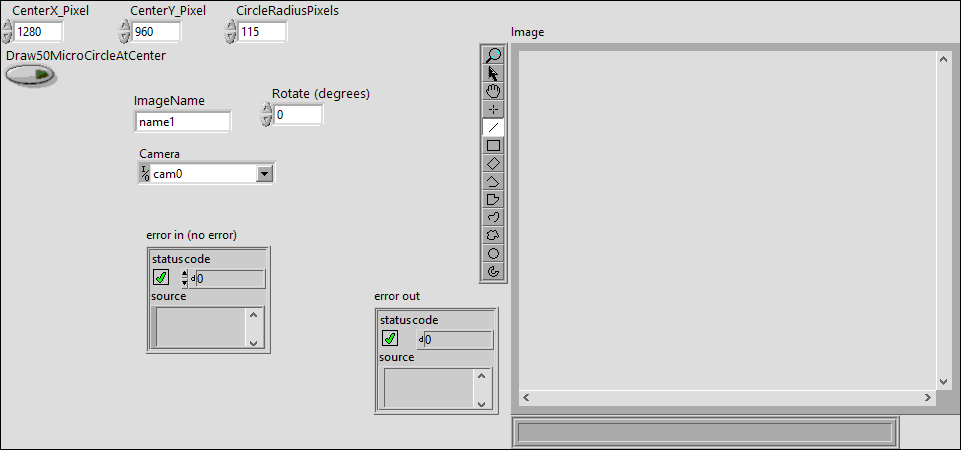 CenterX_Pixel CenterY_Pixel CircleRadiusPixels
1280 960 115
Draw50MicroCircleAtCenter
Image
ImageName Rotate (degrees)
name1 0
Camera
I/O cam0
error in (no error)
status code
d0
source
error out
status code
d0
source